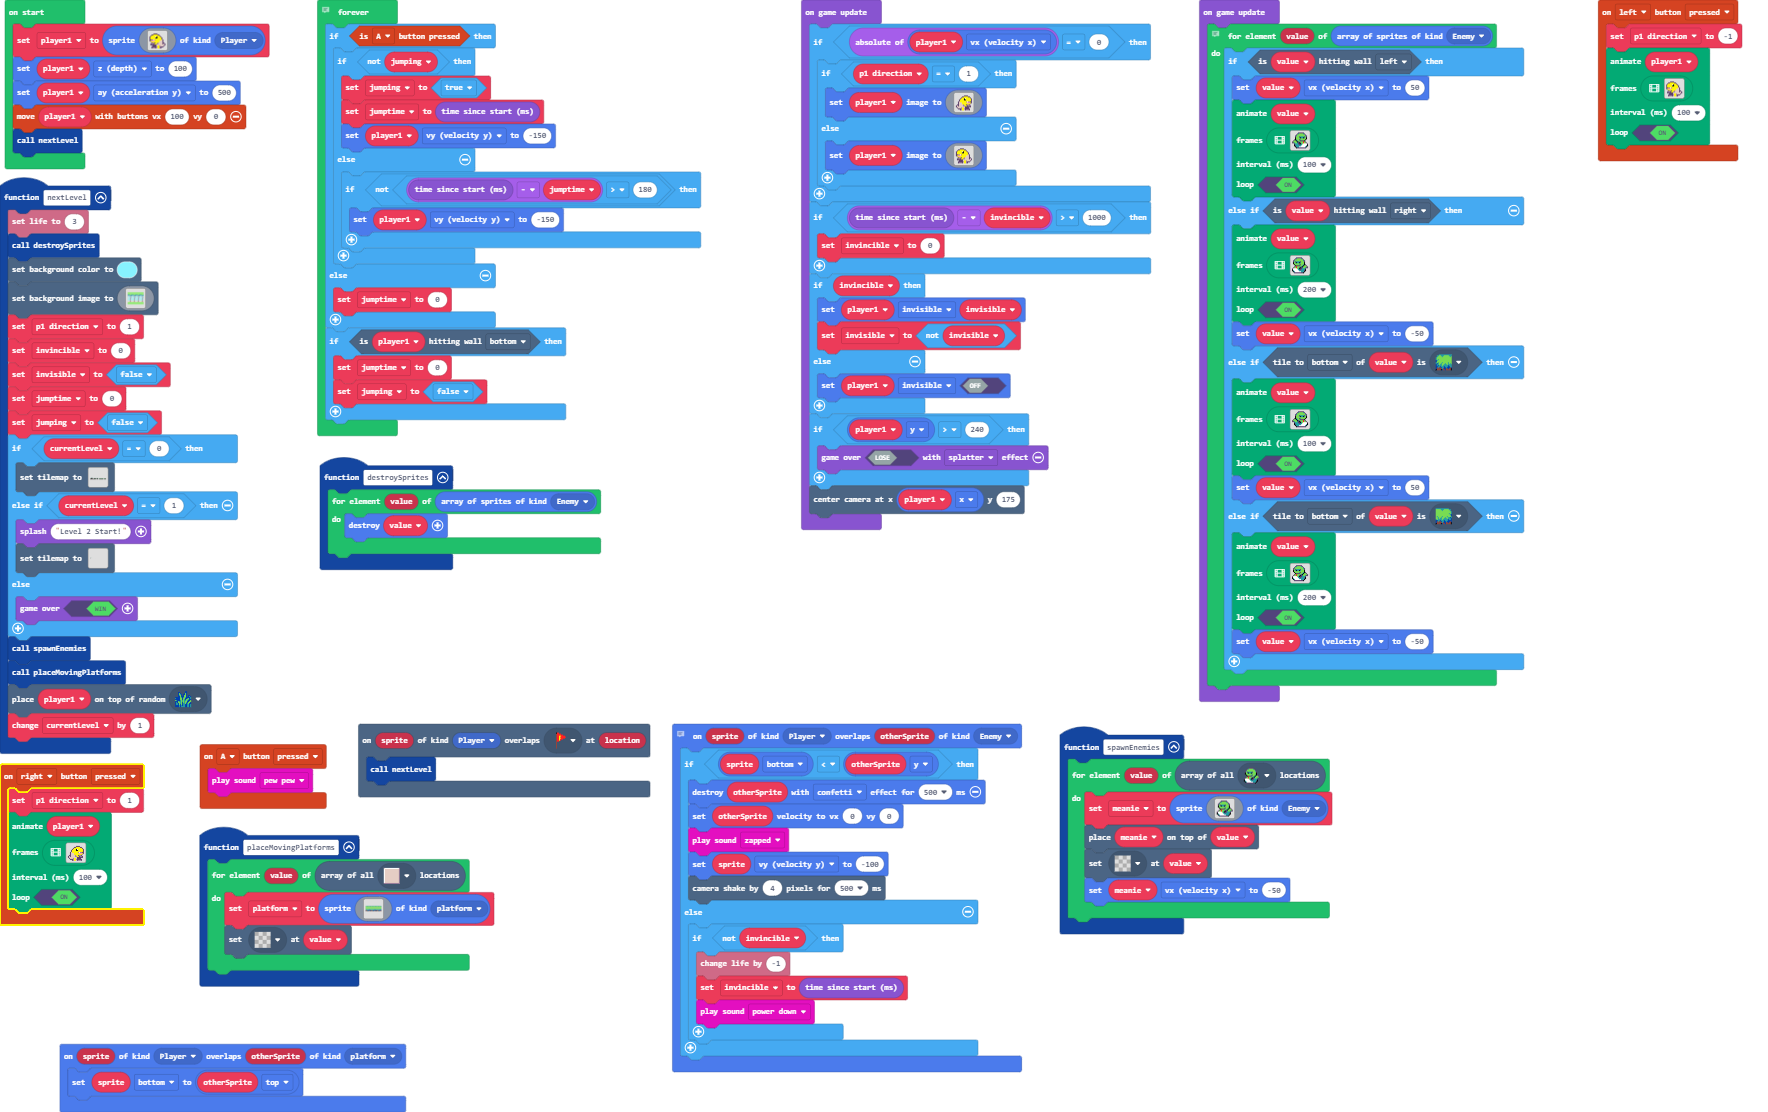 on start
set player1 to sprite of kind Player
set player1 z (depth) to 100
set player1 ay (acceleration y) to 500
move player1 with buttons vx 100 vy 0
call nextLevel
function nextLevel
set life to 3
call destroySprites
set background color to
set background image to
set p1 direction to 1
set invincible to 0
set invisible to false
set jumptime to 0
set jumping to false
if currentLevel = 0 then
set tilemap to
else if currentLevel = 1 then
splash "Level 2 Start!"
set tilemap to
else
game over WIN
call spawnEnemies
call placeMovingPlatforms
place player1 on top of random
change currentLevel by 1
on right button pressed
set p1 direction to 1
animate player1
frames
interval (ms) 100
loop ON
on A button pressed
play sound pew pew
function placeMovingPlatforms
for element value of array of all locations
do
set platform to sprite of kind platform
set at value
on sprite of kind Player overlaps otherSprite of kind platform
set sprite bottom to otherSprite top
forever
if is A button pressed then
if not jumping then
set jumping to true
set jumptime to time since start (ms)
set player1 vy (velocity y) to -150
else
if not time since start (ms) - jumptime > 180 then
set player1 vy (velocity y) to -150
else
set jumptime to 0
if is player1 hitting wall bottom then
set jumptime to 0
set jumping to false
function destroySprites
for element value of array of sprites of kind Enemy
do
destroy value
on sprite of kind Player overlaps at location
call nextLevel
on game update
if absolute of player1 vx (velocity x) = 0 then
if p1 direction = 1 then
set player1 image to
else
set player1 image to
if time since start (ms) - invincible > 1000 then
set invincible to 0
if invincible then
set player1 invisible invisible
set invisible to not invisible
else
set player1 invisible OFF
if player1 y > 240 then
game over LOSE with splatter effect
center camera at x player1 x y 175
on sprite of kind Player overlaps otherSprite of kind Enemy
if sprite bottom < otherSprite y then
destroy otherSprite with confetti effect for 500 ms
set otherSprite velocity to vx 0 vy 0
play sound zapped
set sprite vy (velocity y) to -100
camera shake by 4 pixels for 500 ms
else
if not invincible then
change life by -1
set invincible to time since start (ms)
play sound power down
on game update
for element value of array of sprites of kind Enemy
do
if is value hitting wall left then
set value vx (velocity x) to 50
animate value
frames
interval (ms) 100
loop ON
else if is value hitting wall right then
animate value
frames
interval (ms) 200
loop ON
set value vx (velocity x) to -50
else if tile to bottom of value is then
animate value
frames
interval (ms) 100
loop ON
set value vx (velocity x) to 50
else if tile to bottom of value is then
animate value
frames
interval (ms) 200
loop ON
set value vx (velocity x) to -50
function spawnEnemies
for element value of array of all locations
do
set meanie to sprite of kind Enemy
place meanie on top of value
set at value
set meanie vx (velocity x) to -50
on left button pressed
set p1 direction to -1
animate player1
frames
interval (ms) 100
loop ON